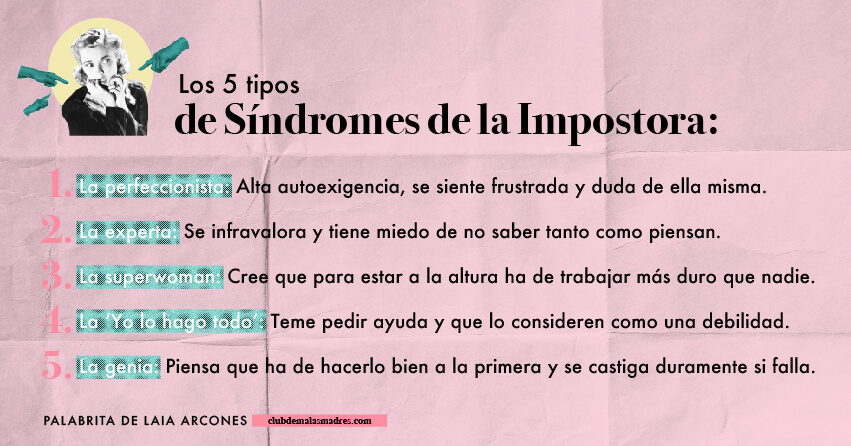 Los 5 tipos
de Síndromes de la Impostora:
1. La perfeccionista: Alta autoexigencia, se siente frustrada y duda de ella misma.
2. La experta: Se infravalora y tiene miedo de no saber tanto como piensan.
3. La superwoman: Cree que para estar a la altura ha de trabajar más duro que nadie.
4. La 'Yo lo hago todo': Teme pedir ayuda y que lo consideren como una debilidad.
5. La genia: Piensa que ha de hacerlo bien a la primera y se castiga duramente si falla.
PALABRITA DE LAIA ARCONES clubdemalasmadres.com